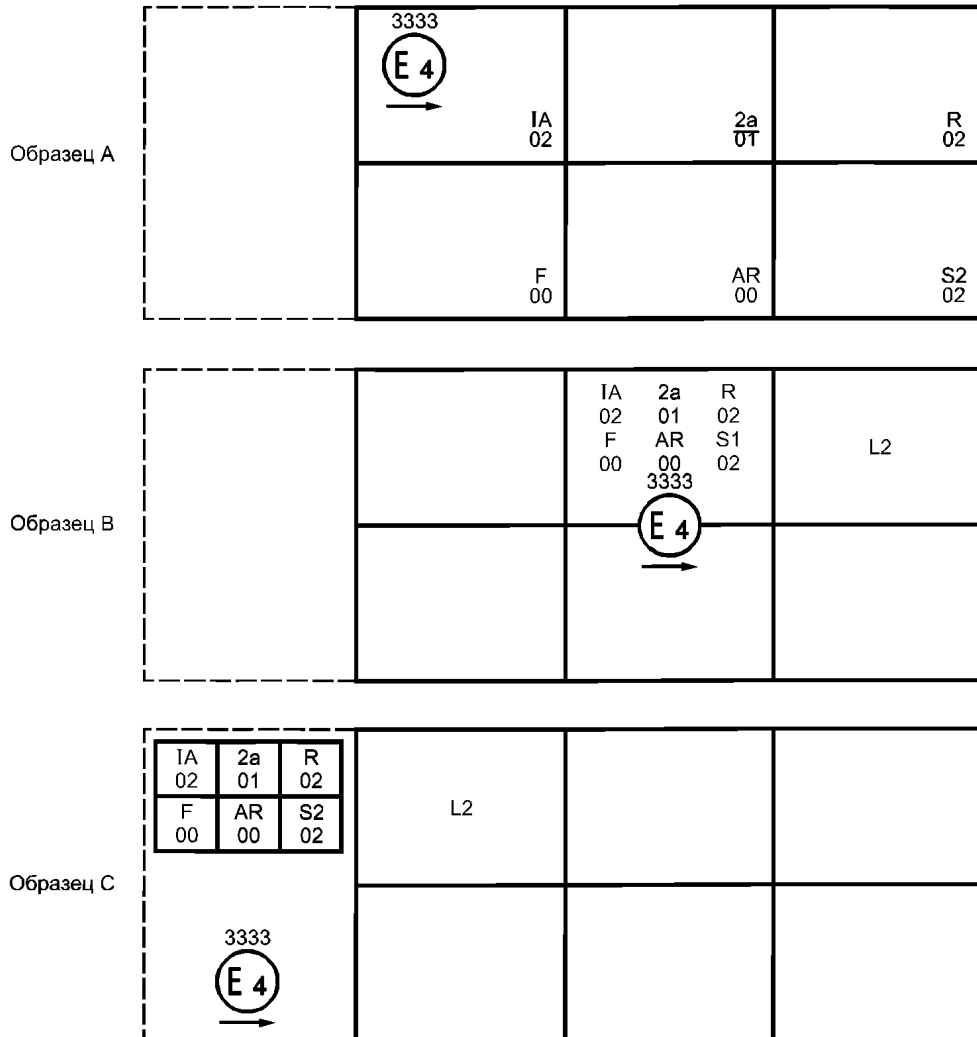 3333
E 4
IA
02
2a
01
R
02
Образец А
F
00
AR
00
S2
02
IA 2a R
02 01 02
F AR S1
00 00 02
L2
3333
Образец В
E 4
IA 2a R
02 01 02
F AR S2
00 00 02
L2
Образец С
3333
E 4